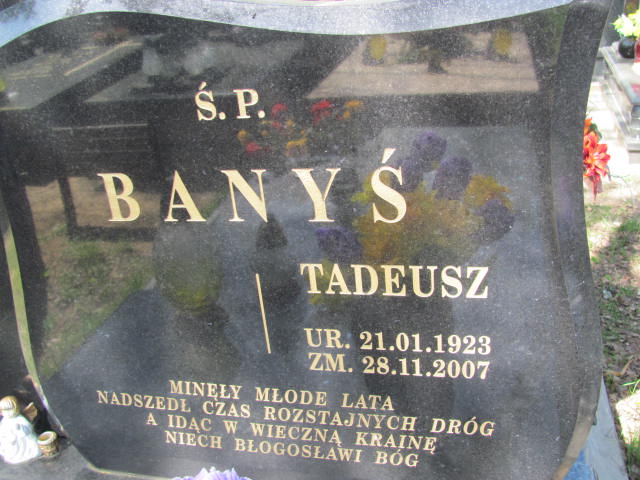 Ś.P.
BANYŚ
TADEUSZ
UR. 21.01.1923
ZM. 28.11.2007
MINĘŁY MŁODE LATA
NADSZEDŁ CZAS ROZSTAJNYCH DRÓG
A IDĄC W WIECZNĄ KRAINĘ
NIECH BŁOGOSŁAWI BÓG